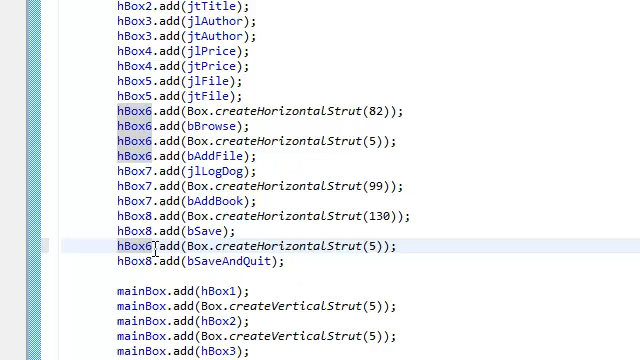 hBox2.add(jtTitle);
hBox3.add(jlAuthor);
hBox3.add(jtAuthor);
hBox4.add(jlPrice);
hBox4.add(jtPrice);
hBox5.add(jlFile);
hBox5.add(jtFile);
hBox6.add(Box.createHorizontalStrut(82));
hBox6.add(bBrowse);
hBox6.add(Box.createHorizontalStrut(5));
hBox6.add(bAddFile);
hBox7.add(jlLogDog);
hBox7.add(Box.createHorizontalStrut(99));
hBox7.add(bAddBook);
hBox8.add(Box.createHorizontalStrut(130));
hBox8.add(bSave);
hBox6.add(Box.createHorizontalStrut(5));
hBox8.add(bSaveAndQuit);
mainBox.add(hBox1);
mainBox.add(Box.createVerticalStrut(5));
mainBox.add(hBox2);
mainBox.add(Box.createVerticalStrut(5));
mainBox.add(hBox3);